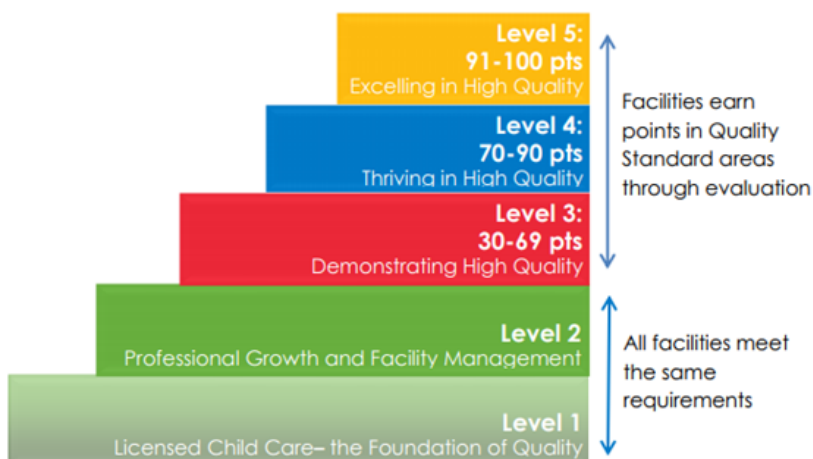 Level 5:
91-100 pts
Excelling in High Quality
Level 4:
70-90 pts
Thriving in High Quality
Level 3:
30-69 pts
Demonstrating High Quality
Level 2
Professional Growth and Facility Management
Level 1
Licensed Child Care– the Foundation of Quality
Facilities earn
points in Quality
Standard areas
through evaluation
All facilities meet
the same
requirements